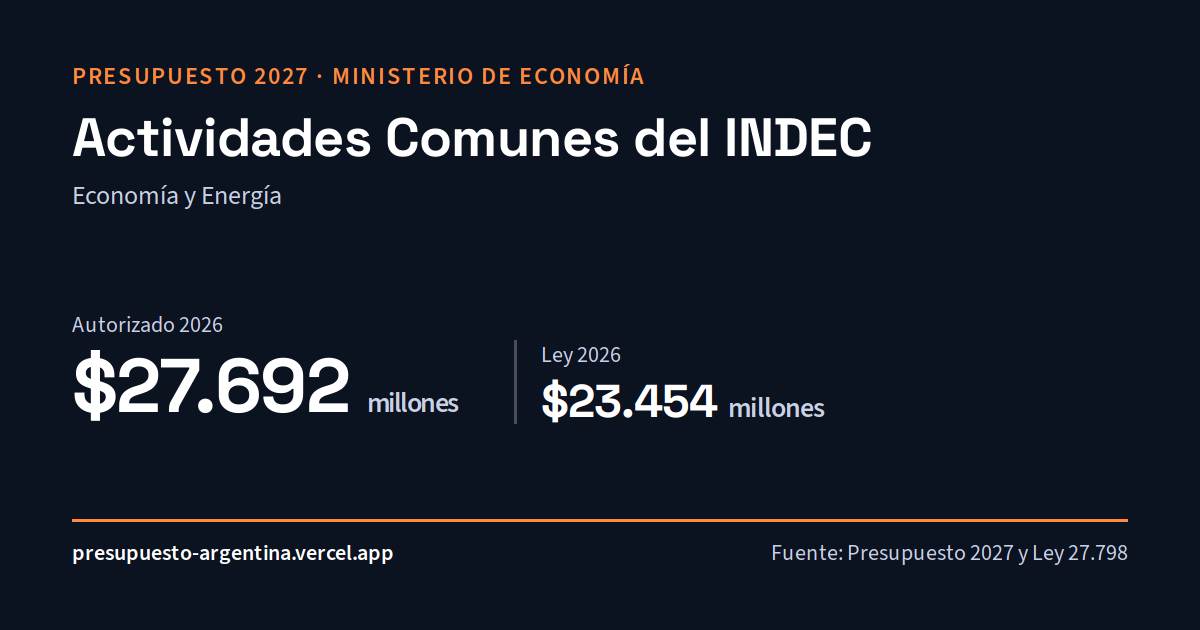 PRESUPUESTO 2027 · MINISTERIO DE ECONOMÍA
Actividades Comunes del INDEC
Economía y Energía
Autorizado 2026
$27.692 millones
Ley 2026
$23.454 millones
presupuesto-argentina.vercel.app
Fuente: Presupuesto 2027 y Ley 27.798